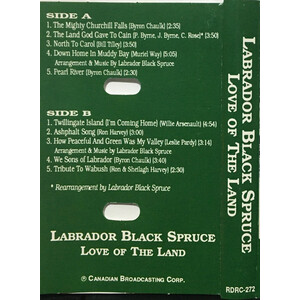 SIDE A
1. The Mighty Churchill Falls (Byron Chaulk) [2:35]
2. The Land God Gave To Cain (P. Byrne, J. Byrne, C. Rose)* [3:30]
3. North To Carol (Bill Tilley) [2:50]
4. Down Home In Muddy Bay (Muriel Way) [5:05]
Arrangement & Music By Labrador Black Spruce
5. Pearl River (Byron Chaulk) [2:20]
SIDE B
1. Twillingate Island (I'm Coming Home) (Willie Arsenault) [4:54]
2. Ashphalt Song (Ron Harvey) [3:00]
3. How Peaceful And Green Was My Valley (Leslie Pardy) [3:15]
Arrangement & Music by Labrador Black Spruce
4. We Sons of Labrador (Byron Chaulk) [3:30]
5. Tribute To Wabush (Ron & Shelagh Harvey) [3:50]
* Rearrangement by Labrador Black Spruce
LABRADOR BLACK SPRUCE
LOVE OF THE LAND
℗ CANADIAN BROADCASTING CORP.
LABRADOR BLACK SPRUCE
LOVE OF THE LAND
RDRC-272